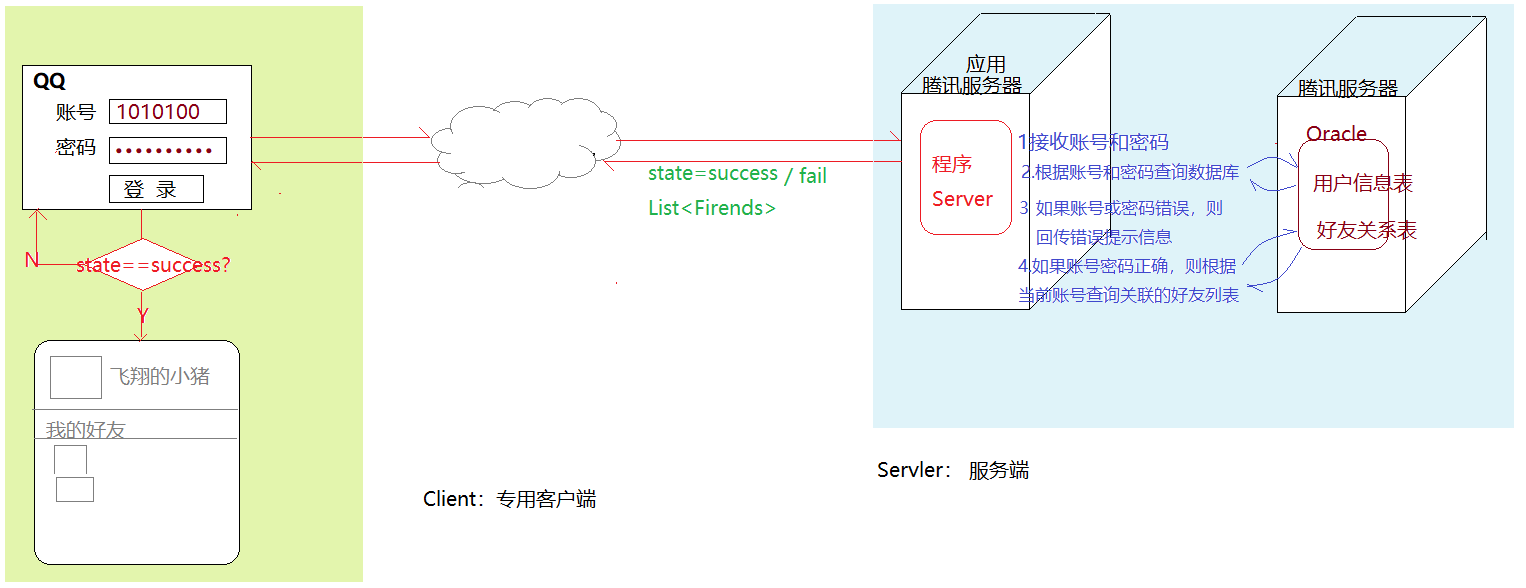 QQ
账号 1010100
密码 ••••••••••
登 录
N
state==success?
Y
飞翔的小猪
我的好友
state=success / fail
List<Firends>
Client：专用客户端
应用
腾讯服务器
程序
Server
1接收账号和密码
2.根据账号和密码查询数据库
3 如果账号或密码错误，则
回传错误提示信息
4.如果账号密码正确，则根据
当前账号查询关联的好友列表
腾讯服务器
Oracle
用户信息表
好友关系表
Servler： 服务端